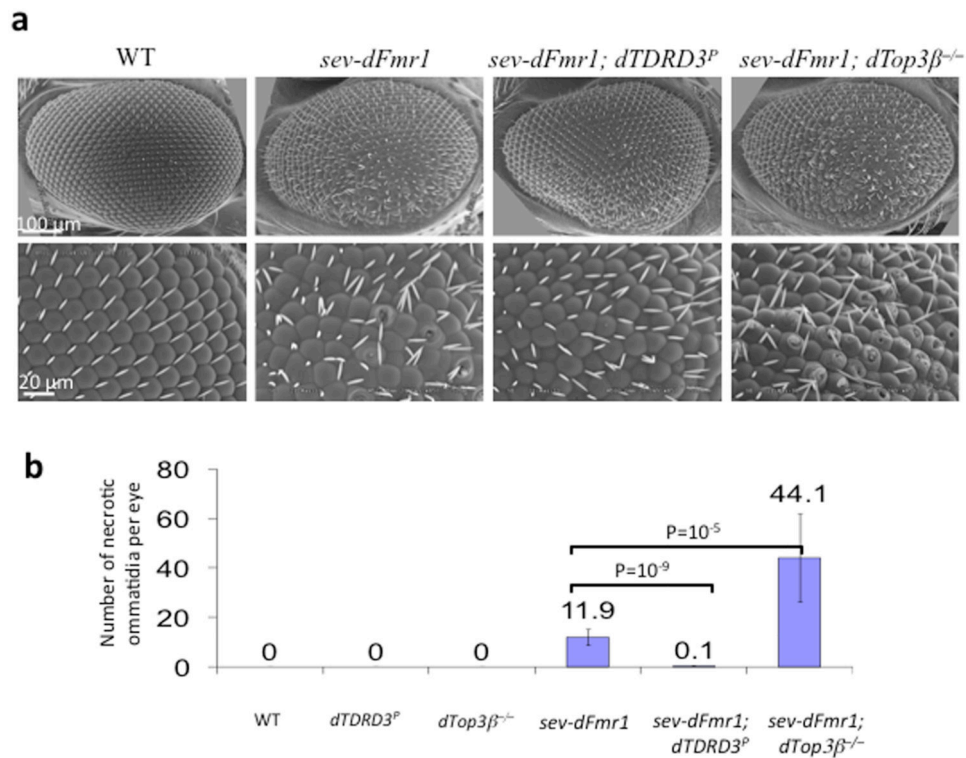 a
WT sev-dFmr1 sev-dFmr1; dTDRD3ᴾ sev-dFmr1; dTop3β⁻ᐟ⁻
100 μm
20 μm
b
Number of necrotic
ommatidia per eye
80
60
40
20
0
0 0 0 11.9 0.1 44.1
P=10⁻⁵
P=10⁻⁹
WT dTDRD3ᴾ dTop3β⁻ᐟ⁻ sev-dFmr1 sev-dFmr1; sev-dFmr1;
dTDRD3ᴾ dTop3β⁻ᐟ⁻